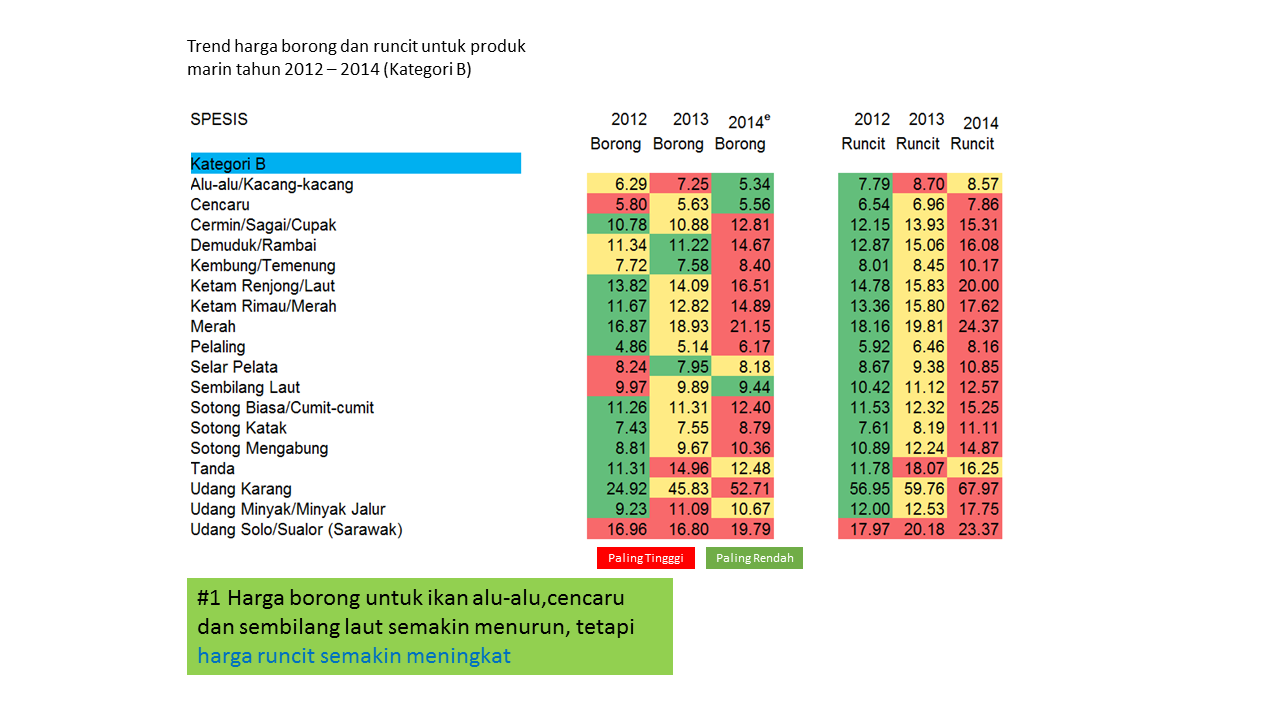 Trend harga borong dan runcit untuk produk
marin tahun 2012 – 2014 (Kategori B)
SPESIS 2012 2013 2014e 2012 2013 2014
Borong Borong Borong Runcit Runcit Runcit
Kategori B
Alu-alu/Kacang-kacang 6.29 7.25 5.34 7.79 8.70 8.57
Cencaru 5.80 5.63 5.56 6.54 6.96 7.86
Cermin/Sagai/Cupak 10.78 10.88 12.81 12.15 13.93 15.31
Demuduk/Rambai 11.34 11.22 14.67 12.87 15.06 16.08
Kembung/Temenung 7.72 7.58 8.40 8.01 8.45 10.17
Ketam Renjong/Laut 13.82 14.09 16.51 14.78 15.83 20.00
Ketam Rimau/Merah 11.67 12.82 14.89 13.36 15.80 17.62
Merah 16.87 18.93 21.15 18.16 19.81 24.37
Pelaling 4.86 5.14 6.17 5.92 6.46 8.16
Selar Pelata 8.24 7.95 8.18 8.67 9.38 10.85
Sembilang Laut 9.97 9.89 9.44 10.42 11.12 12.57
Sotong Biasa/Cumit-cumit 11.26 11.31 12.40 11.53 12.32 15.25
Sotong Katak 7.43 7.55 8.79 7.61 8.19 11.11
Sotong Mengabung 8.81 9.67 10.36 10.89 12.24 14.87
Tanda 11.31 14.96 12.48 11.78 18.07 16.25
Udang Karang 24.92 45.83 52.71 56.95 59.76 67.97
Udang Minyak/Minyak Jalur 9.23 11.09 10.67 12.00 12.53 17.75
Udang Solo/Sualor (Sarawak) 16.96 16.80 19.79 17.97 20.18 23.37
Paling Tingggi Paling Rendah
#1 Harga borong untuk ikan alu-alu,cencaru
dan sembilang laut semakin menurun, tetapi
harga runcit semakin meningkat